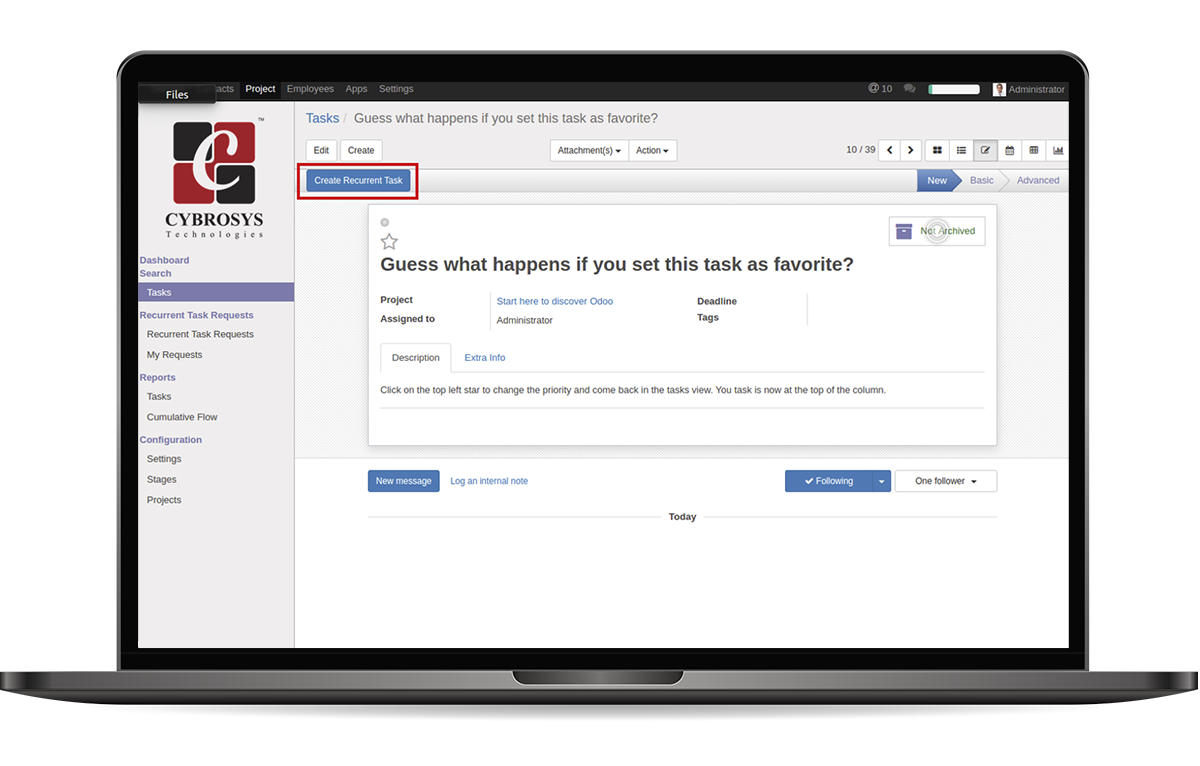 Files
Project Employees Apps Settings
@ 10
Administrator
Tasks / Guess what happens if you set this task as favorite?
Edit Create Attachment(s) Action 10 / 39
Create Recurrent Task New Basic Advanced
™
CYBROSYS
Technologies
Dashboard
Search
Tasks
Recurrent Task Requests
Recurrent Task Requests
My Requests
Reports
Tasks
Cumulative Flow
Configuration
Settings
Stages
Projects
Not Archived
Guess what happens if you set this task as favorite?
Project Start here to discover Odoo
Assigned to Administrator
Deadline
Tags
Description Extra Info
Click on the top left star to change the priority and come back in the tasks view. You task is now at the top of the column.
New message Log an internal note Following One follower
Today